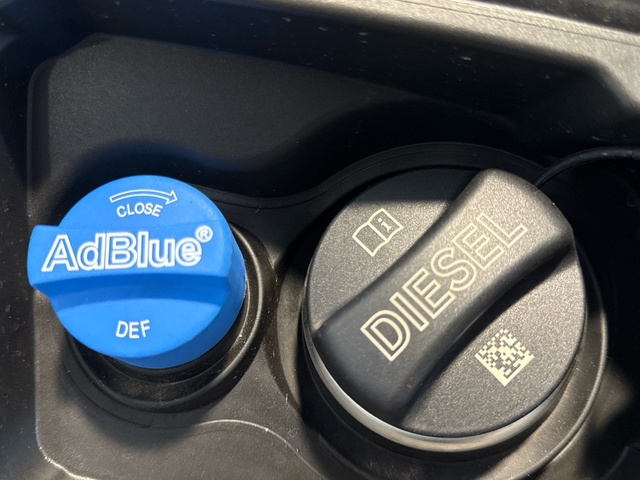 CLOSE
AdBlue®
DEF
i
DIESEL